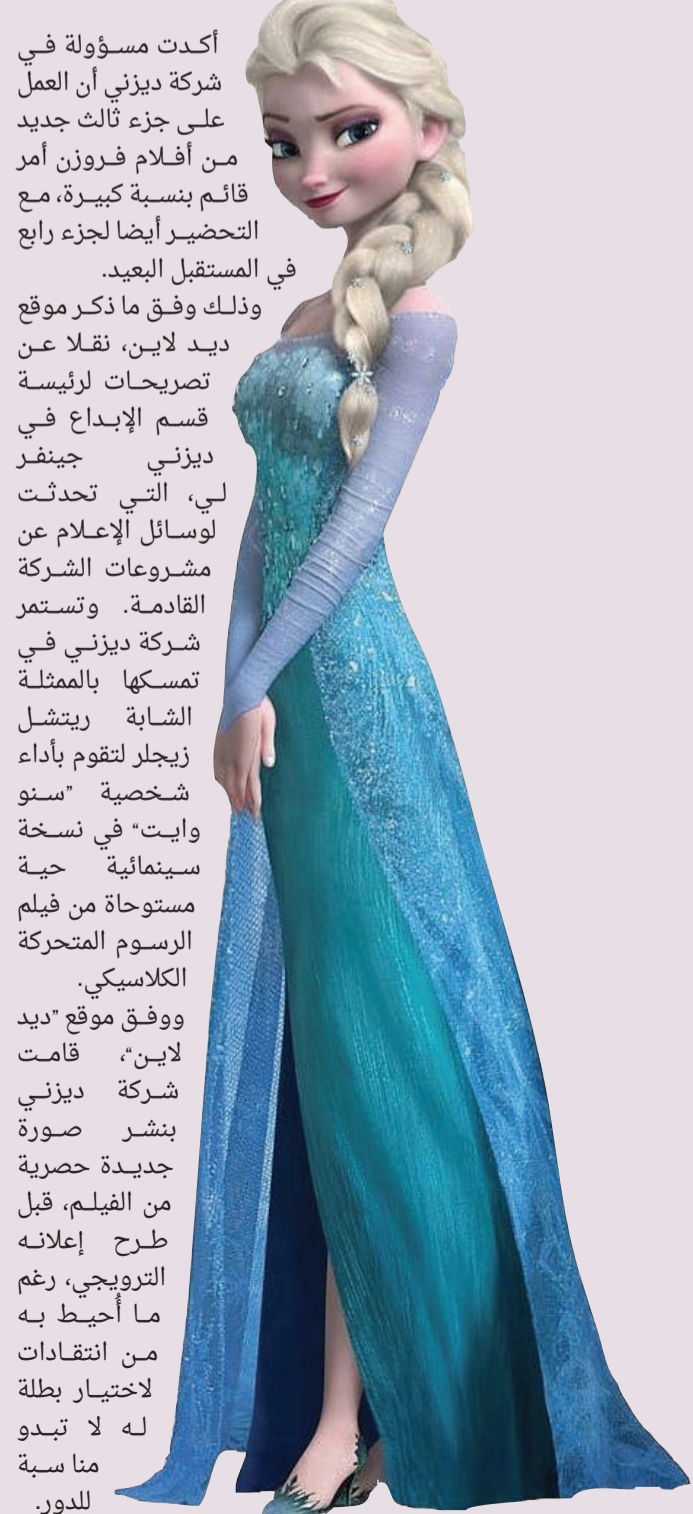 أكدت مسؤولة في
شركة ديزني أن العمل
على جزء ثالث جديد
من أفلام فروزن أمر
قائم بنسبة كبيرة، مع
التحضير أيضا لجزء رابع
في المستقبل البعيد.
وذلك وفق ما ذكر موقع
ديد لاين، نقلا عن
تصريحات لرئيسة
قسم الإبداع في
ديزني جينفر
لي، التي تحدثت
لوسائل الإعلام عن
مشروعات الشركة
القادمة. وتستمر
شركة ديزني في
تمسكها بالممثلة
الشابة ريتشل
زيجلر لتقوم بأداء
شخصية ”سنو
وايت“ في نسخة
سينمائية حية
مستوحاة من فيلم
الرسوم المتحركة
الكلاسيكي.
ووفق موقع ”ديد
لاين“، قامت
شركة ديزني
بنشر صورة
جديدة حصرية
من الفيلم، قبل
طرح إعلانه
الترويجي، رغم
ما أُحيط به
من انتقادات
لاختيار بطلة
له لا تبدو
منا سبة
للدور.